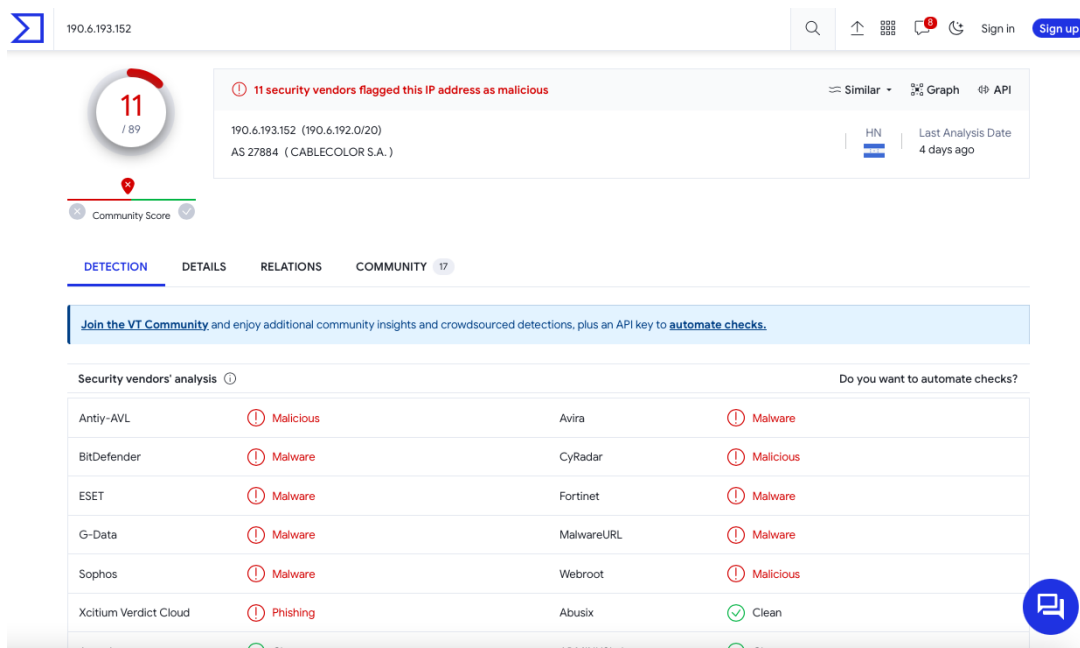 190.6.193.152
8
Sign in
Sign up
11
/ 89
11 security vendors flagged this IP address as malicious
Similar
Graph
API
190.6.193.152 (190.6.192.0/20)
AS 27884 ( CABLECOLOR S.A. )
HN
Last Analysis Date
4 days ago
Community Score
DETECTION DETAILS RELATIONS COMMUNITY 17
Join the VT Community and enjoy additional community insights and crowdsourced detections, plus an API key to automate checks.
Security vendors' analysis
Do you want to automate checks?
Antiy-AVL Malicious Avira Malware
BitDefender Malware CyRadar Malicious
ESET Malware Fortinet Malware
G-Data Malware MalwareURL Malware
Sophos Malware Webroot Malicious
Xcitium Verdict Cloud Phishing Abusix Clean